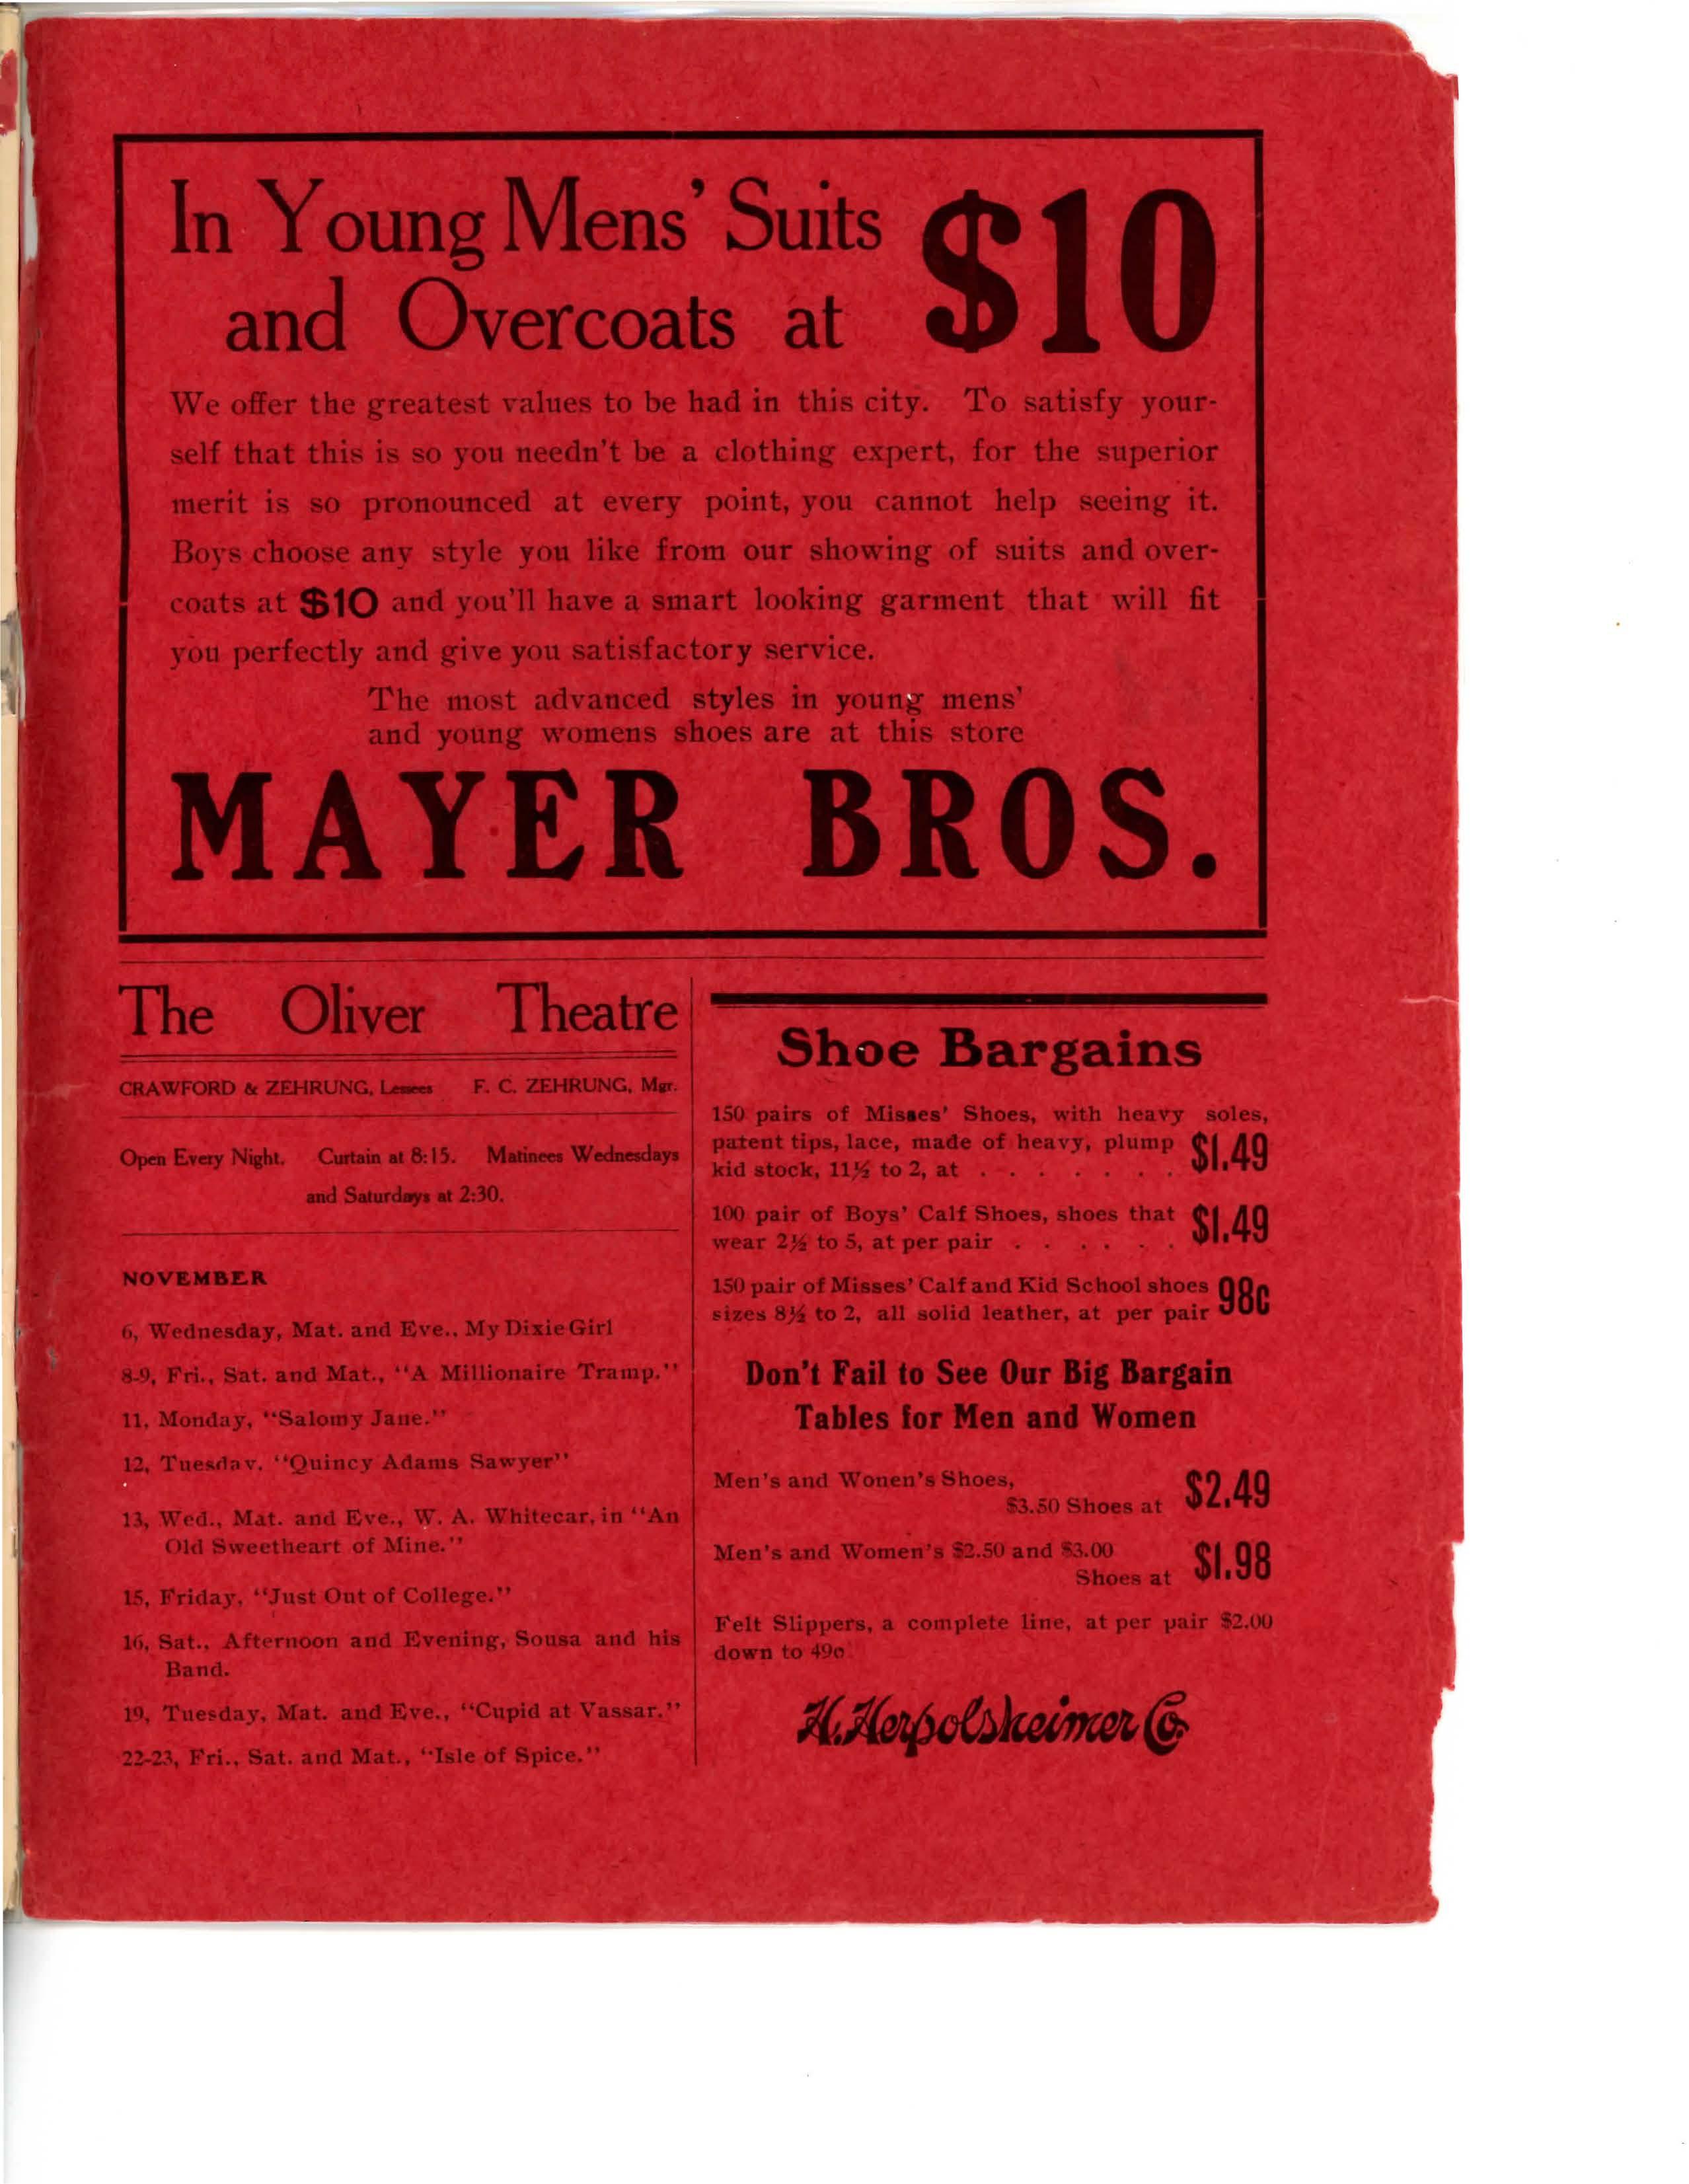 In Young Mens' Suits
and Overcoats at $10
We offer the greatest values to be had in this city. To satisfy your-
self that this is so you needn't be a clothing expert, for the superior
merit is so pronounced at every point, you cannot help seeing it.
Boys choose any style you like from our showing of suits and over-
coats at $10 and you'll have a smart looking garment that will fit
you perfectly and give you satisfactory service.
The most advanced styles in young mens'
and young womens shoes are at this store
MAYER BROS.
The Oliver Theatre
CRAWFORD & ZEHRUNG, Lessees F. C. ZEHRUNG, Mgr.
Open Every Night. Curtain at 8:15. Matinees Wednesdays
and Saturdays at 2:30.
NOVEMBER
6, Wednesday, Mat. and Eve., My Dixie Girl
8-9, Fri., Sat. and Mat., "A Millionaire Tramp."
11, Monday, "Salomy Jane."
12, Tuesday. "Quincy Adams Sawyer"
13, Wed., Mat. and Eve., W. A. Whitecar, in "An
Old Sweetheart of Mine."
15, Friday, "Just Out of College."
16, Sat., Afternoon and Evening, Sousa and his
Band.
19, Tuesday, Mat. and Eve., "Cupid at Vassar."
22-23, Fri., Sat. and Mat., "Isle of Spice."
Shoe Bargains
150 pairs of Misses' Shoes, with heavy soles,
patent tips, lace, made of heavy, plump
kid stock, 11½ to 2, at . . . . . . . $1.49
100 pair of Boys' Calf Shoes, shoes that
wear 2½ to 5, at per pair . . . . . . $1.49
150 pair of Misses' Calf and Kid School shoes
sizes 8½ to 2, all solid leather, at per pair 98c
Don't Fail to See Our Big Bargain
Tables for Men and Women
Men's and Wonen's Shoes,
$3.50 Shoes at $2.49
Men's and Women's $2.50 and $3.00
Shoes at $1.98
Felt Slippers, a complete line, at per pair $2.00
down to 49c
H. Herpolsheimer Co.